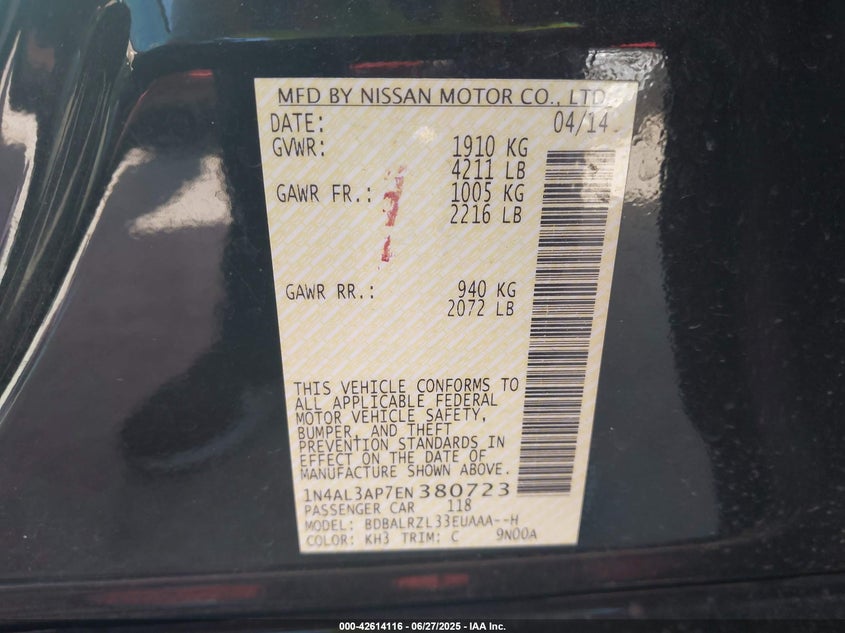 MFD BY NISSAN MOTOR CO., LTD.
DATE: 04/14
GVWR: 1910 KG
4211 LB
GAWR FR.: 1005 KG
2216 LB
GAWR RR.: 940 KG
2072 LB
THIS VEHICLE CONFORMS TO
ALL APPLICABLE FEDERAL
MOTOR VEHICLE SAFETY,
BUMPER, AND THEFT
PREVENTION STANDARDS IN
EFFECT ON THE DATE OF
MANUFACTURE SHOWN ABOVE.
1N4AL3AP7EN380723
PASSENGER CAR 118
MODEL: BDBALRZL33EUAAA--H
COLOR: KH3 TRIM: C 9N00A
000-42614116 - 06/27/2025 - IAA Inc.